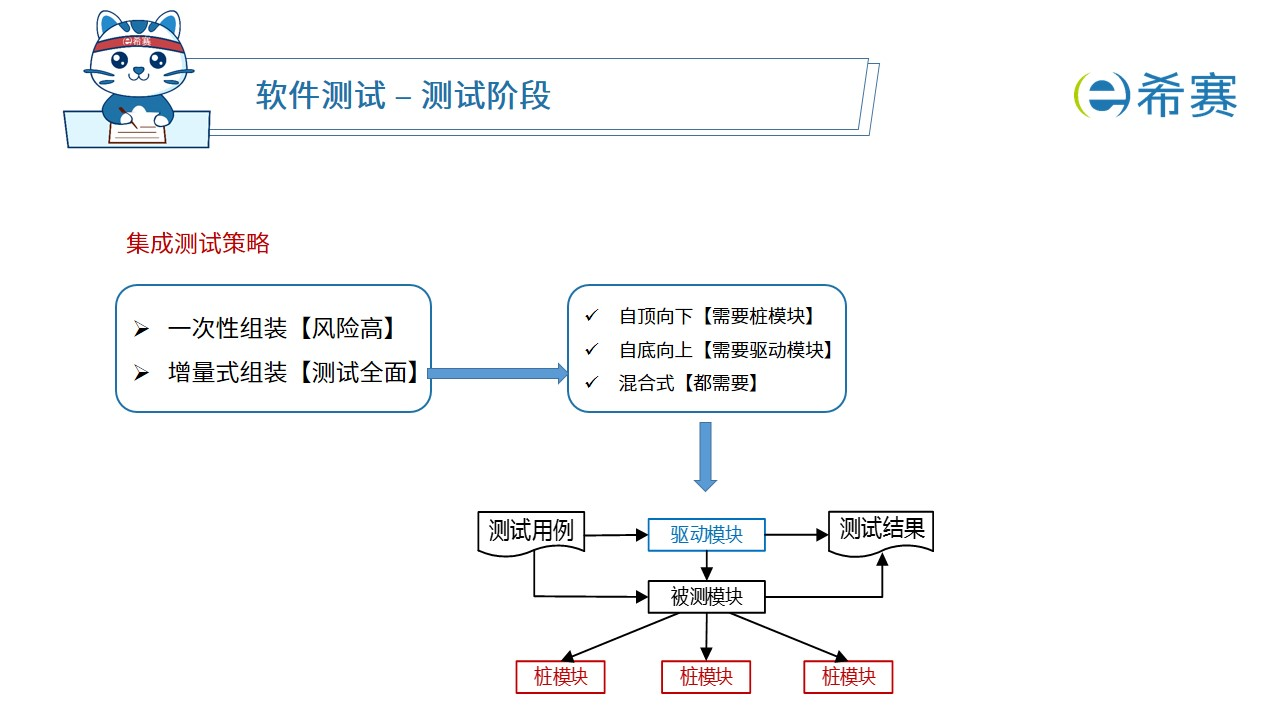 希赛
软件测试 – 测试阶段
希赛
集成测试策略
一次性组装【风险高】
增量式组装【测试全面】
自顶向下【需要桩模块】
自底向上【需要驱动模块】
混合式【都需要】
测试用例
驱动模块
测试结果
被测模块
桩模块
桩模块
桩模块